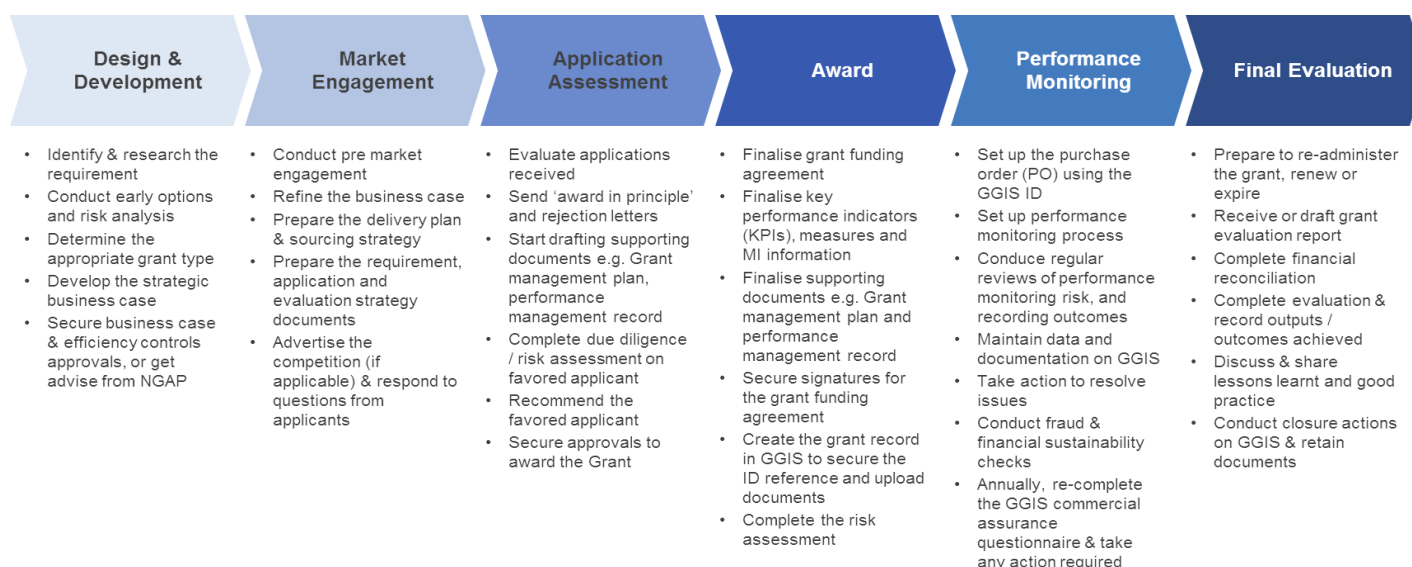 Design &
Development
Market
Engagement
Application
Assessment
Award
Performance
Monitoring
Final Evaluation
• Identify & research the
requirement
• Conduct early options
and risk analysis
• Determine the
appropriate grant type
• Develop the strategic
business case
• Secure business case
& efficiency controls
approvals, or get
advise from NGAP
• Conduct pre market
engagement
• Refine the business case
• Prepare the delivery plan
& sourcing strategy
• Prepare the requirement,
application and
evaluation strategy
documents
• Advertise the
competition (if
applicable) & respond to
questions from
applicants
• Evaluate applications
received
• Send ‘award in principle’
and rejection letters
• Start drafting supporting
documents e.g. Grant
management plan,
performance
management record
• Complete due diligence
/ risk assessment on
favored applicant
• Recommend the
favored applicant
• Secure approvals to
award the Grant
• Finalise grant funding
agreement
• Finalise key
performance indicators
(KPIs), measures and
MI information
• Finalise supporting
documents e.g. Grant
management plan and
performance
management record
• Secure signatures for
the grant funding
agreement
• Create the grant record
in GGIS to secure the
ID reference and upload
documents
• Complete the risk
assessment
• Set up the purchase
order (PO) using the
GGIS ID
• Set up performance
monitoring process
• Conduce regular
reviews of performance
monitoring risk, and
recording outcomes
• Maintain data and
documentation on GGIS
• Take action to resolve
issues
• Conduct fraud &
financial sustainability
checks
• Annually, re-complete
the GGIS commercial
assurance
questionnaire & take
any action required
• Prepare to re-administer
the grant, renew or
expire
• Receive or draft grant
evaluation report
• Complete financial
reconciliation
• Complete evaluation &
record outputs /
outcomes achieved
• Discuss & share
lessons learnt and good
practice
• Conduct closure actions
on GGIS & retain
documents